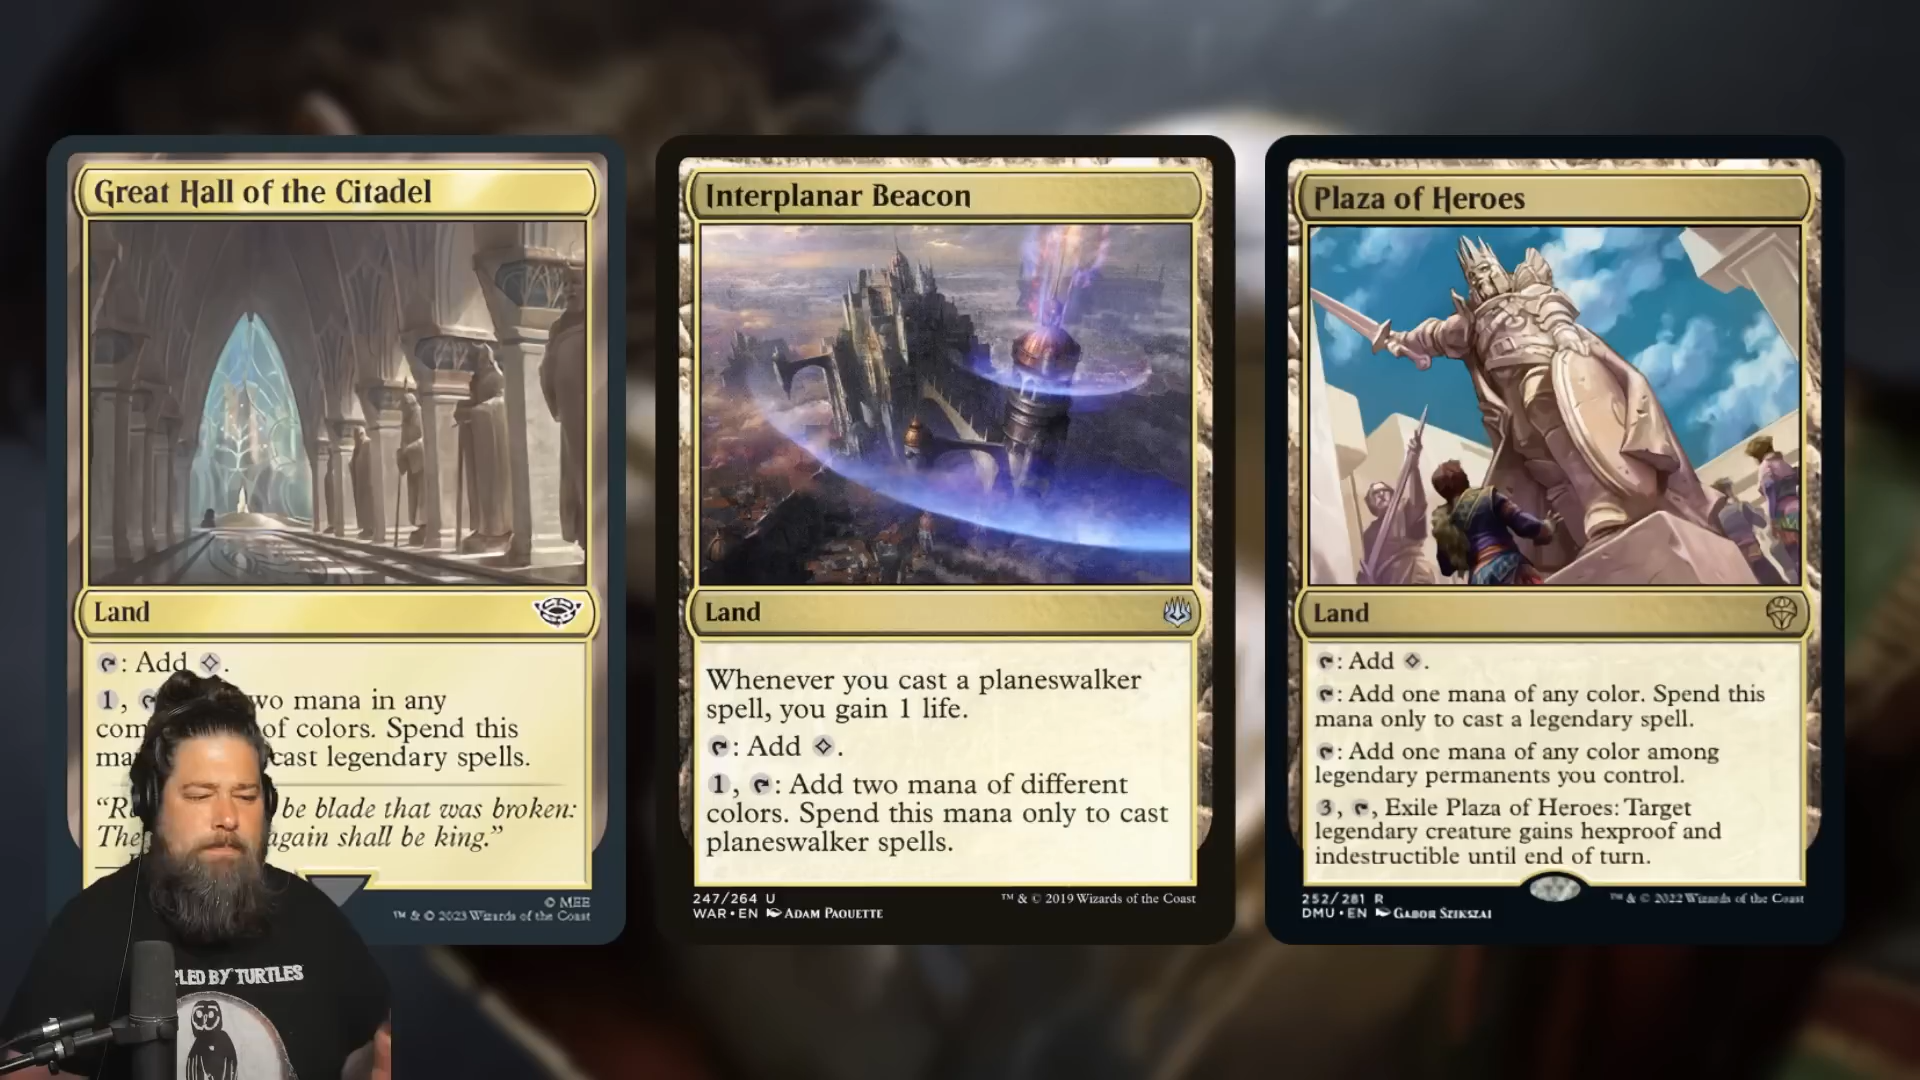 Great Hall of the Citadel
Land
: Add .
1, two mana in any
of colors. Spend this
cast legendary spells.
be blade that was broken:
again shall be king.”
© MEE
™ & © 2023 Wizards of the Coast
Interplanar Beacon
Land
Whenever you cast a planeswalker
spell, you gain 1 life.
: Add .
1, : Add two mana of different
colors. Spend this mana only to cast
planeswalker spells.
247/264 U
WAR • EN ADAM PAQUETTE
™ & © 2019 Wizards of the Coast
Plaza of Heroes
Land
: Add .
: Add one mana of any color. Spend this
mana only to cast a legendary spell.
: Add one mana of any color among
legendary permanents you control.
3, , Exile Plaza of Heroes: Target
legendary creature gains hexproof and
indestructible until end of turn.
252/281 R
DMU • EN GABOR SZIKSZAI
™ & © 2022 Wizards of the Coast
BY TURTLES